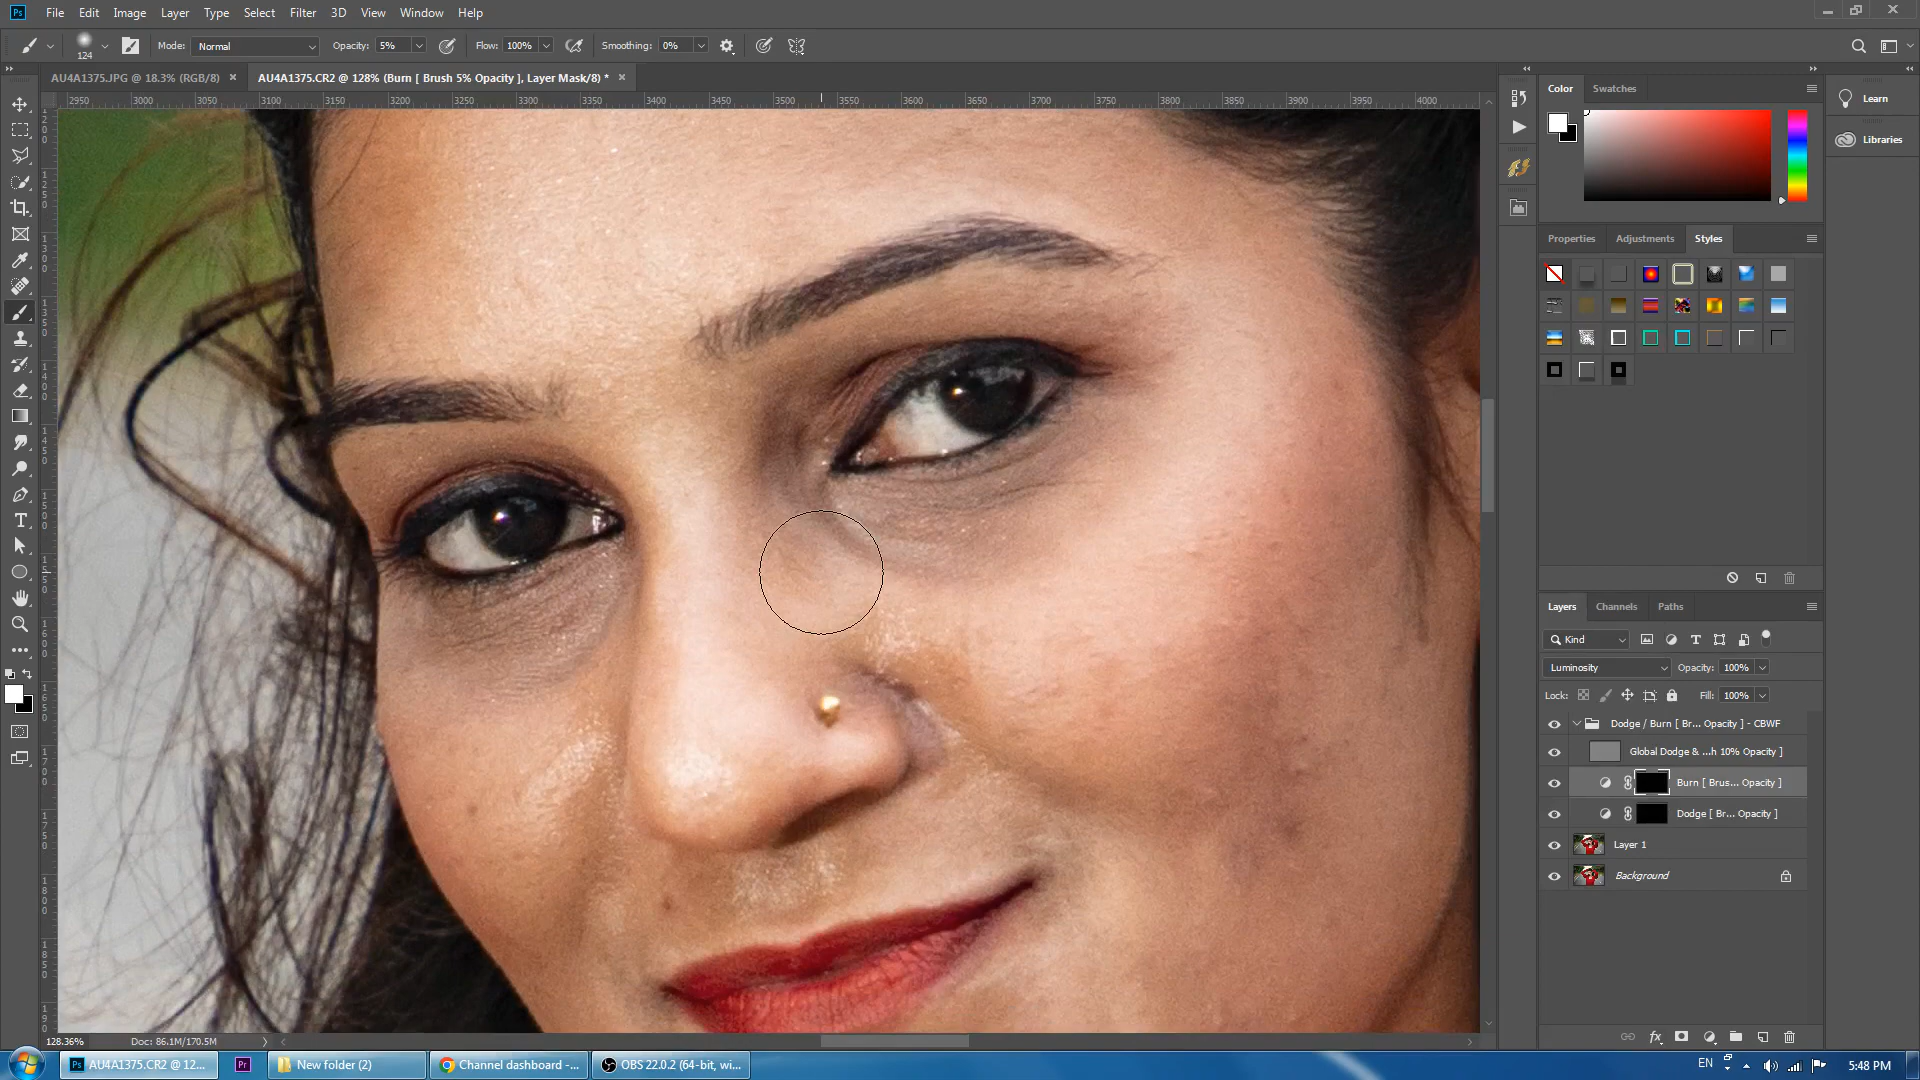 Ps File Edit Image Layer Type Select Filter 3D View Window Help
124 Mode: Normal Opacity: 5% Flow: 100% Smoothing: 0%
AU4A1375.JPG @ 18.3% (RGB/8) × AU4A1375.CR2 @ 128% (Burn [ Brush 5% Opacity ], Layer Mask/8) * ×
2950 3000 3050 3100 3150 3200 3250 3300 3350 3400 3450 3500 3550 3600 3650 3700 3750 3800 3850 3900 3950 4000
Color Swatches
Learn
Libraries
Properties Adjustments Styles
Layers Channels Paths
Kind
Luminosity Opacity: 100%
Lock: Fill: 100%
Dodge / Burn [ Br... Opacity ] - CBWF
Global Dodge & ...h 10% Opacity ]
Burn [ Brus... Opacity ]
Dodge [ Br... Opacity ]
Layer 1
Background
fx
128.36% Doc: 86.1M/170.5M
Ps AU4A1375.CR2 @ 12... Pr New folder (2) Channel dashboard -... OBS 22.0.2 (64-bit, wi... EN 5:48 PM